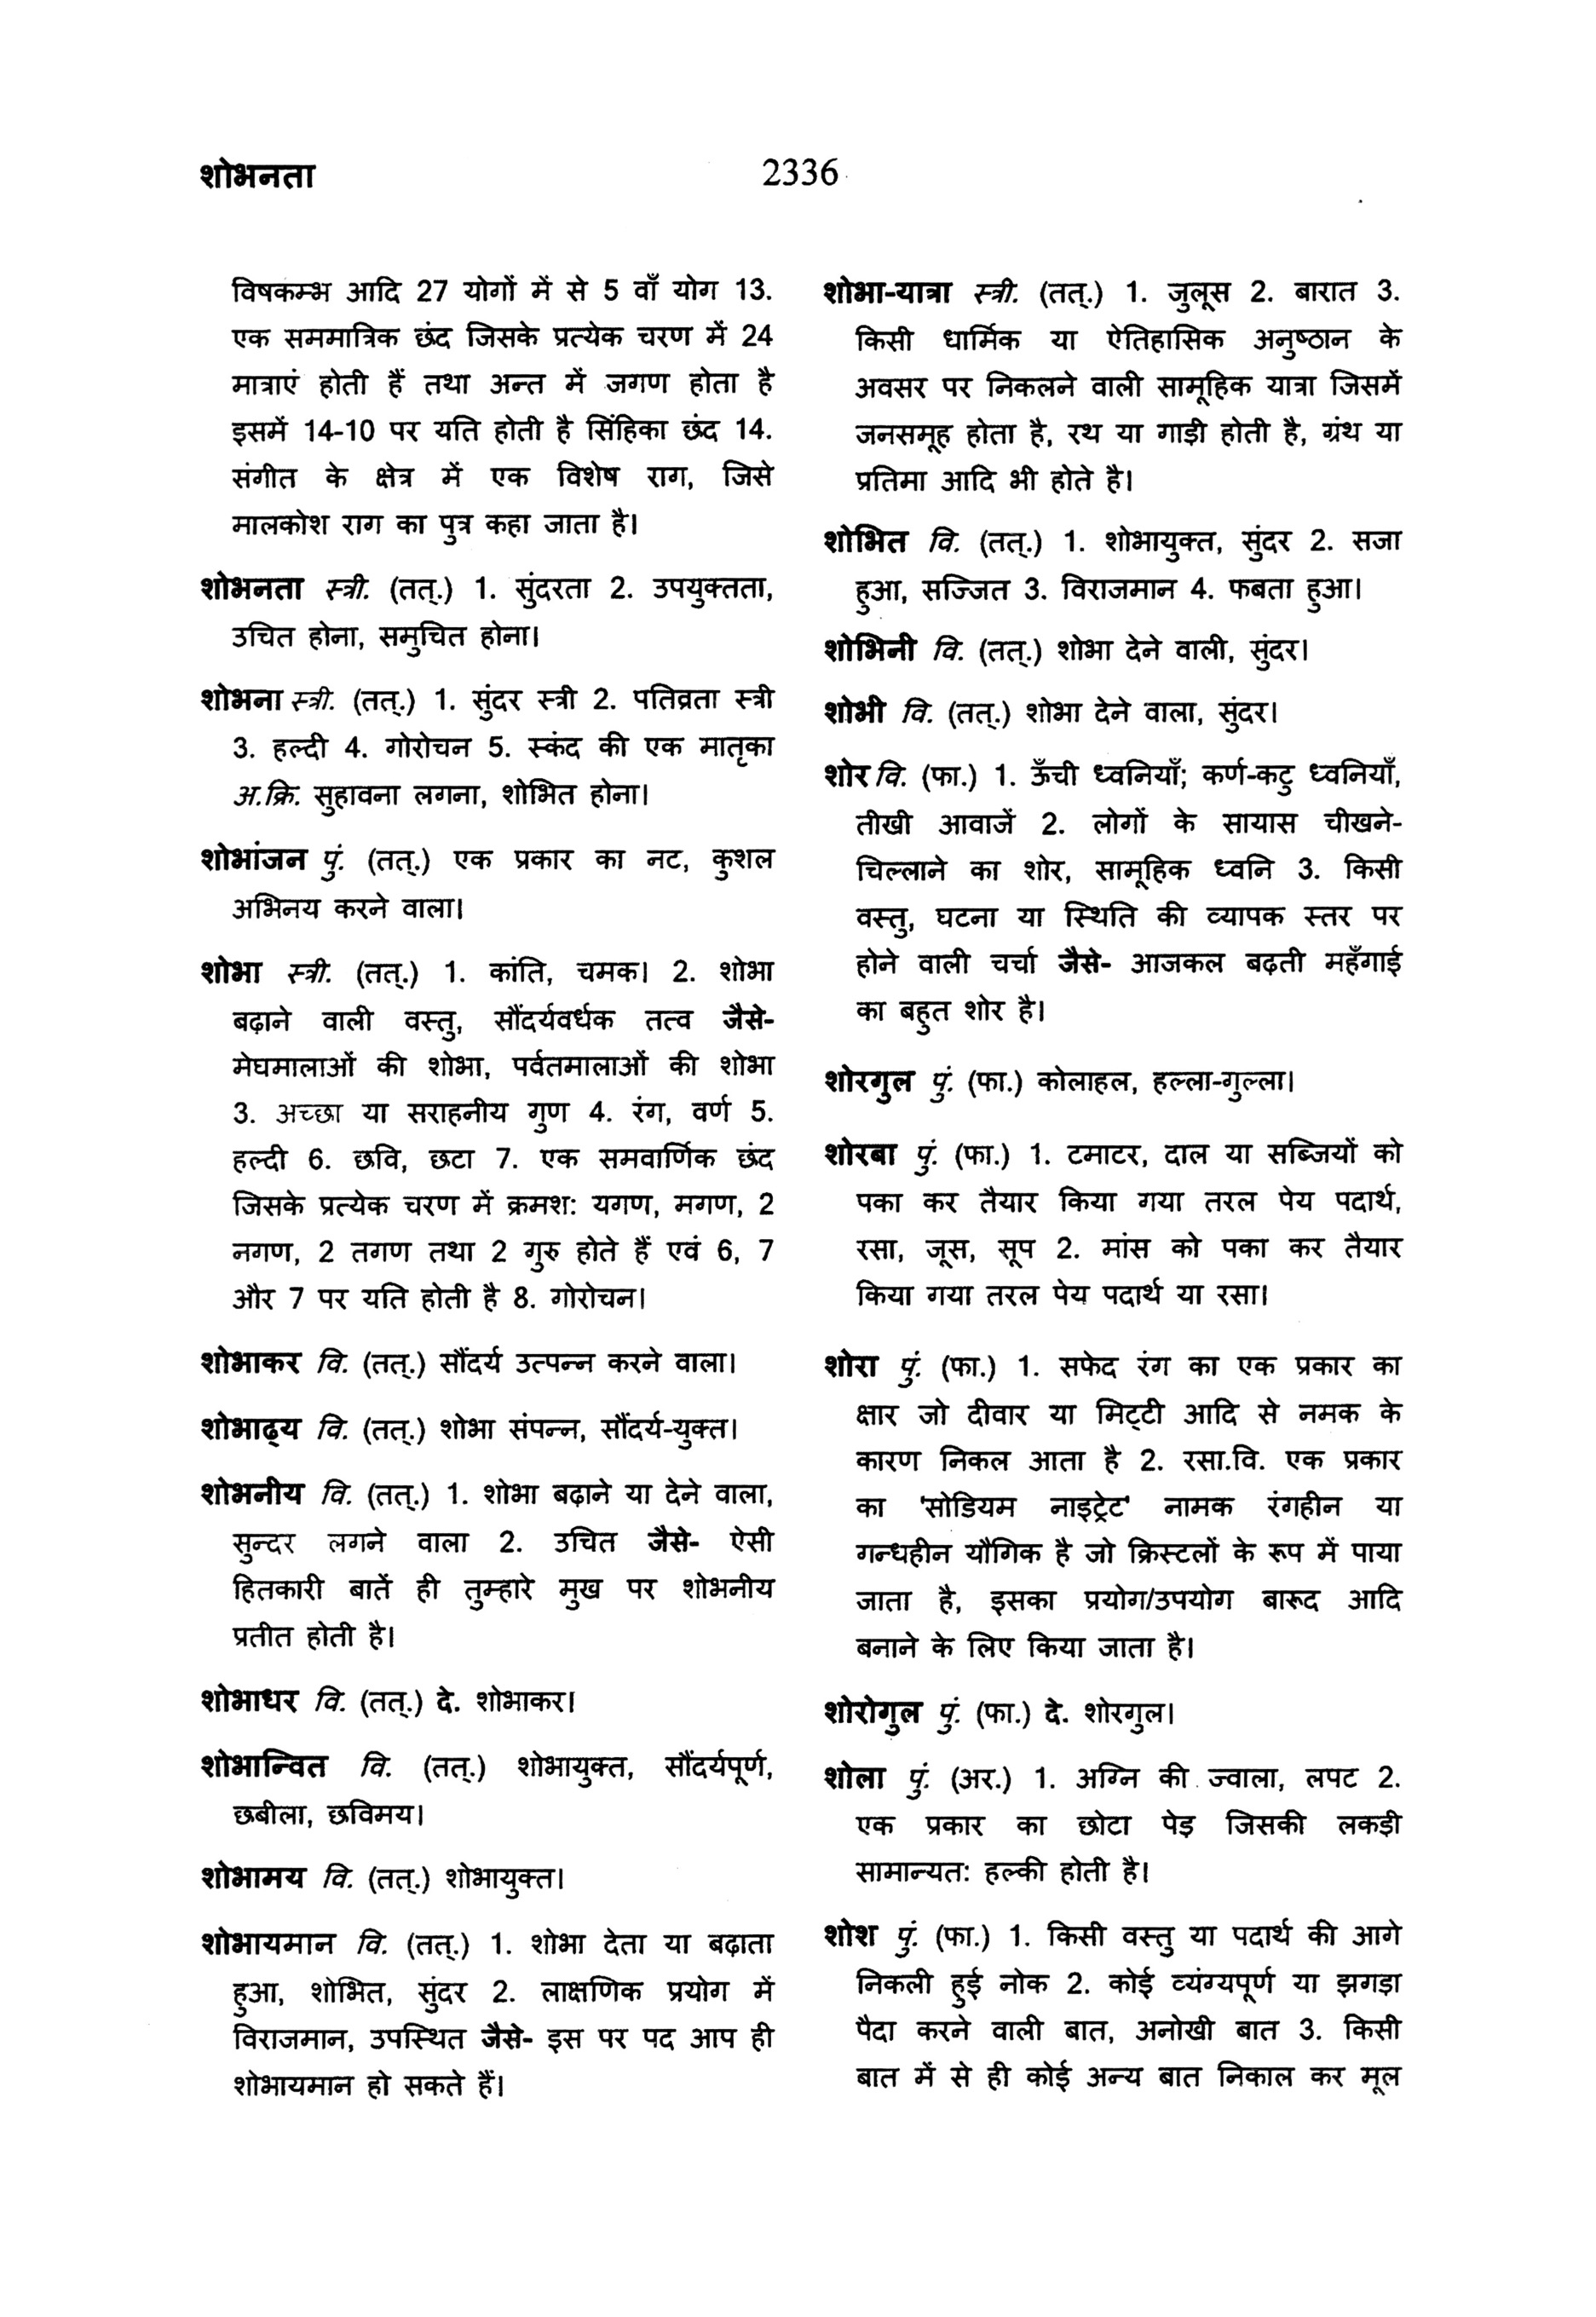 शोभनता
2336
विषकम्भ आदि 27 योगों में से 5 वाँ योग 13.
एक सममात्रिक छंद जिसके प्रत्येक चरण में 24
मात्राएं होती हैं तथा अन्त में जगण होता है
इसमें 14-10 पर यति होती है सिंहिका छंद 14.
संगीत के क्षेत्र में एक विशेष राग, जिसे
मालकोश राग का पुत्र कहा जाता है।
शोभनता स्त्री. (तत्.) 1. सुंदरता 2. उपयुक्तता,
उचित होना, समुचित होना।
शोभना स्त्री. (तत्.) 1. सुंदर स्त्री 2. पतिव्रता स्त्री
3. हल्दी 4. गोरोचन 5. स्कंद की एक मातृका
अ.क्रि. सुहावना लगना, शोभित होना।
शोभांजन पुं. (तत्.) एक प्रकार का नट, कुशल
अभिनय करने वाला।
शोभा स्त्री. (तत्.) 1. कांति, चमक। 2. शोभा
बढ़ाने वाली वस्तु, सौंदर्यवर्धक तत्व जैसे-
मेघमालाओं की शोभा, पर्वतमालाओं की शोभा
3. अच्छा या सराहनीय गुण 4. रंग, वर्ण 5.
हल्दी 6. छवि, छटा 7. एक समवार्णिक छंद
जिसके प्रत्येक चरण में क्रमश: यगण, मगण, 2
नगण, 2 तगण तथा 2 गुरु होते हैं एवं 6, 7
और 7 पर यति होती है 8. गोरोचन।
शोभाकर वि. (तत्.) सौंदर्य उत्पन्न करने वाला।
शोभाढ्य वि. (तत्.) शोभा संपन्न, सौंदर्य-युक्त।
शोभनीय वि. (तत्.) 1. शोभा बढ़ाने या देने वाला,
सुन्दर लगने वाला 2. उचित जैसे- ऐसी
हितकारी बातें ही तुम्हारे मुख पर शोभनीय
प्रतीत होती है।
शोभाधर वि. (तत्.) दे. शोभाकर।
शोभान्वित वि. (तत्.) शोभायुक्त, सौंदर्यपूर्ण,
छबीला, छविमय।
शोभामय वि. (तत्.) शोभायुक्त।
शोभायमान वि. (तत्.) 1. शोभा देता या बढ़ाता
हुआ, शोभित, सुंदर 2. लाक्षणिक प्रयोग में
विराजमान, उपस्थित जैसे- इस पर पद आप ही
शोभायमान हो सकते हैं।
शोभा-यात्रा स्त्री. (तत्.) 1. जुलूस 2. बारात 3.
किसी धार्मिक या ऐतिहासिक अनुष्ठान के
अवसर पर निकलने वाली सामूहिक यात्रा जिसमें
जनसमूह होता है, रथ या गाड़ी होती है, ग्रंथ या
प्रतिमा आदि भी होते है।
शोभित वि. (तत्.) 1. शोभायुक्त, सुंदर 2. सजा
हुआ, सज्जित 3. विराजमान 4. फबता हुआ।
शोभिनी वि. (तत्.) शोभा देने वाली, सुंदर।
शोभी वि. (तत्.) शोभा देने वाला, सुंदर।
शोर वि. (फा.) 1. ऊँची ध्वनियाँ; कर्ण-कटु ध्वनियाँ,
तीखी आवाजें 2. लोगों के सायास चीखने-
चिल्लाने का शोर, सामूहिक ध्वनि 3. किसी
वस्तु, घटना या स्थिति की व्यापक स्तर पर
होने वाली चर्चा जैसे- आजकल बढ़ती महँगाई
का बहुत शोर है।
शोरगुल पुं. (फा.) कोलाहल, हल्ला-गुल्ला।
शोरबा पुं. (फा.) 1. टमाटर, दाल या सब्जियों को
पका कर तैयार किया गया तरल पेय पदार्थ,
रसा, जूस, सूप 2. मांस को पका कर तैयार
किया गया तरल पेय पदार्थ या रसा।
शोरा पुं. (फा.) 1. सफेद रंग का एक प्रकार का
क्षार जो दीवार या मिट्टी आदि से नमक के
कारण निकल आता है 2. रसा.वि. एक प्रकार
का 'सोडियम नाइट्रेट' नामक रंगहीन या
गन्धहीन यौगिक है जो क्रिस्टलों के रूप में पाया
जाता है, इसका प्रयोग/उपयोग बारूद आदि
बनाने के लिए किया जाता है।
शोरोगुल पुं. (फा.) दे. शोरगुल।
शोला पुं. (अर.) 1. अग्नि की ज्वाला, लपट 2.
एक प्रकार का छोटा पेड़ जिसकी लकड़ी
सामान्यत: हल्की होती है।
शोश पुं. (फा.) 1. किसी वस्तु या पदार्थ की आगे
निकली हुई नोक 2. कोई व्यंग्यपूर्ण या झगड़ा
पैदा करने वाली बात, अनोखी बात 3. किसी
बात में से ही कोई अन्य बात निकाल कर मूल